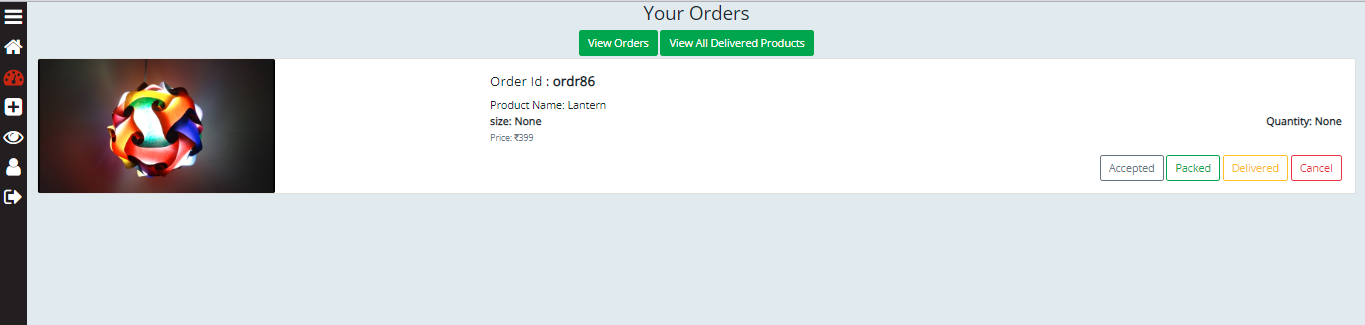 Your Orders
View Orders View All Delivered Products
Order Id : ordr86
Product Name: Lantern
size: None Quantity: None
Price: ₹399
Accepted Packed Delivered Cancel